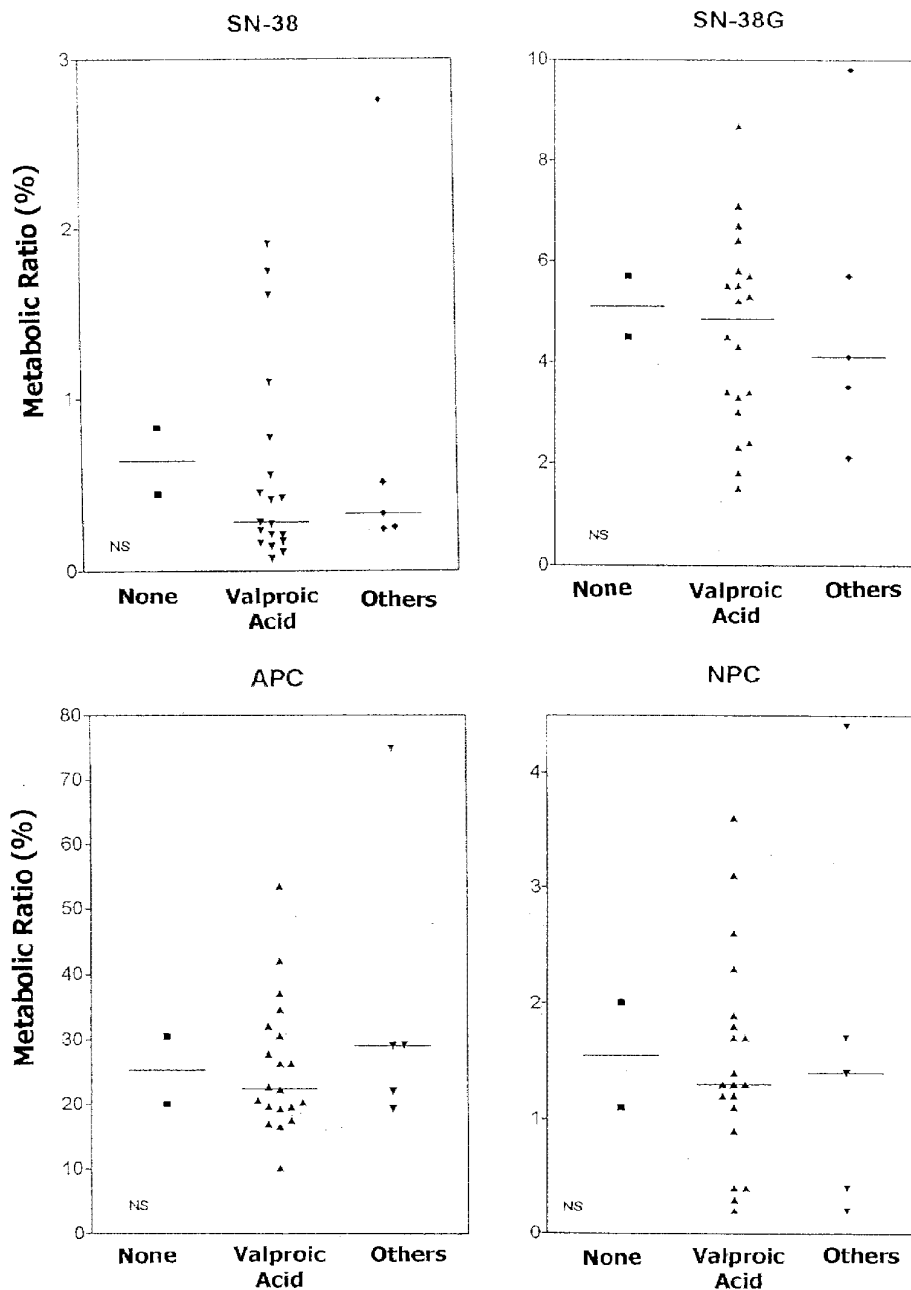 SN-38
Metabolic Ratio (%)
3
2
1
0
NS
None
Valproic
Acid
Others
SN-38G
10
8
6
4
2
0
NS
None
Valproic
Acid
Others
APC
Metabolic Ratio (%)
80
70
60
50
40
30
20
10
0
NS
None
Valproic
Acid
Others
NPC
4
3
2
1
0
NS
None
Valproic
Acid
Others